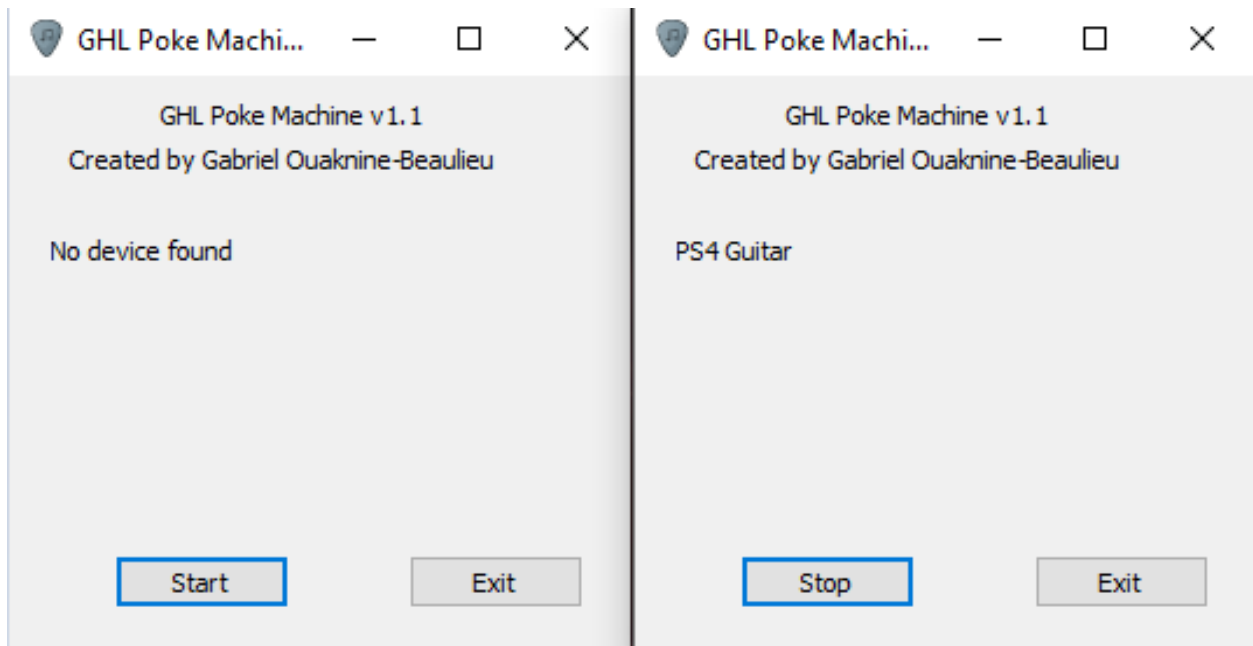 GHL Poke Machi...
GHL Poke Machine v1.1
Created by Gabriel Ouaknine-Beaulieu
No device found
Start
Exit
GHL Poke Machi...
GHL Poke Machine v1.1
Created by Gabriel Ouaknine-Beaulieu
PS4 Guitar
Stop
Exit